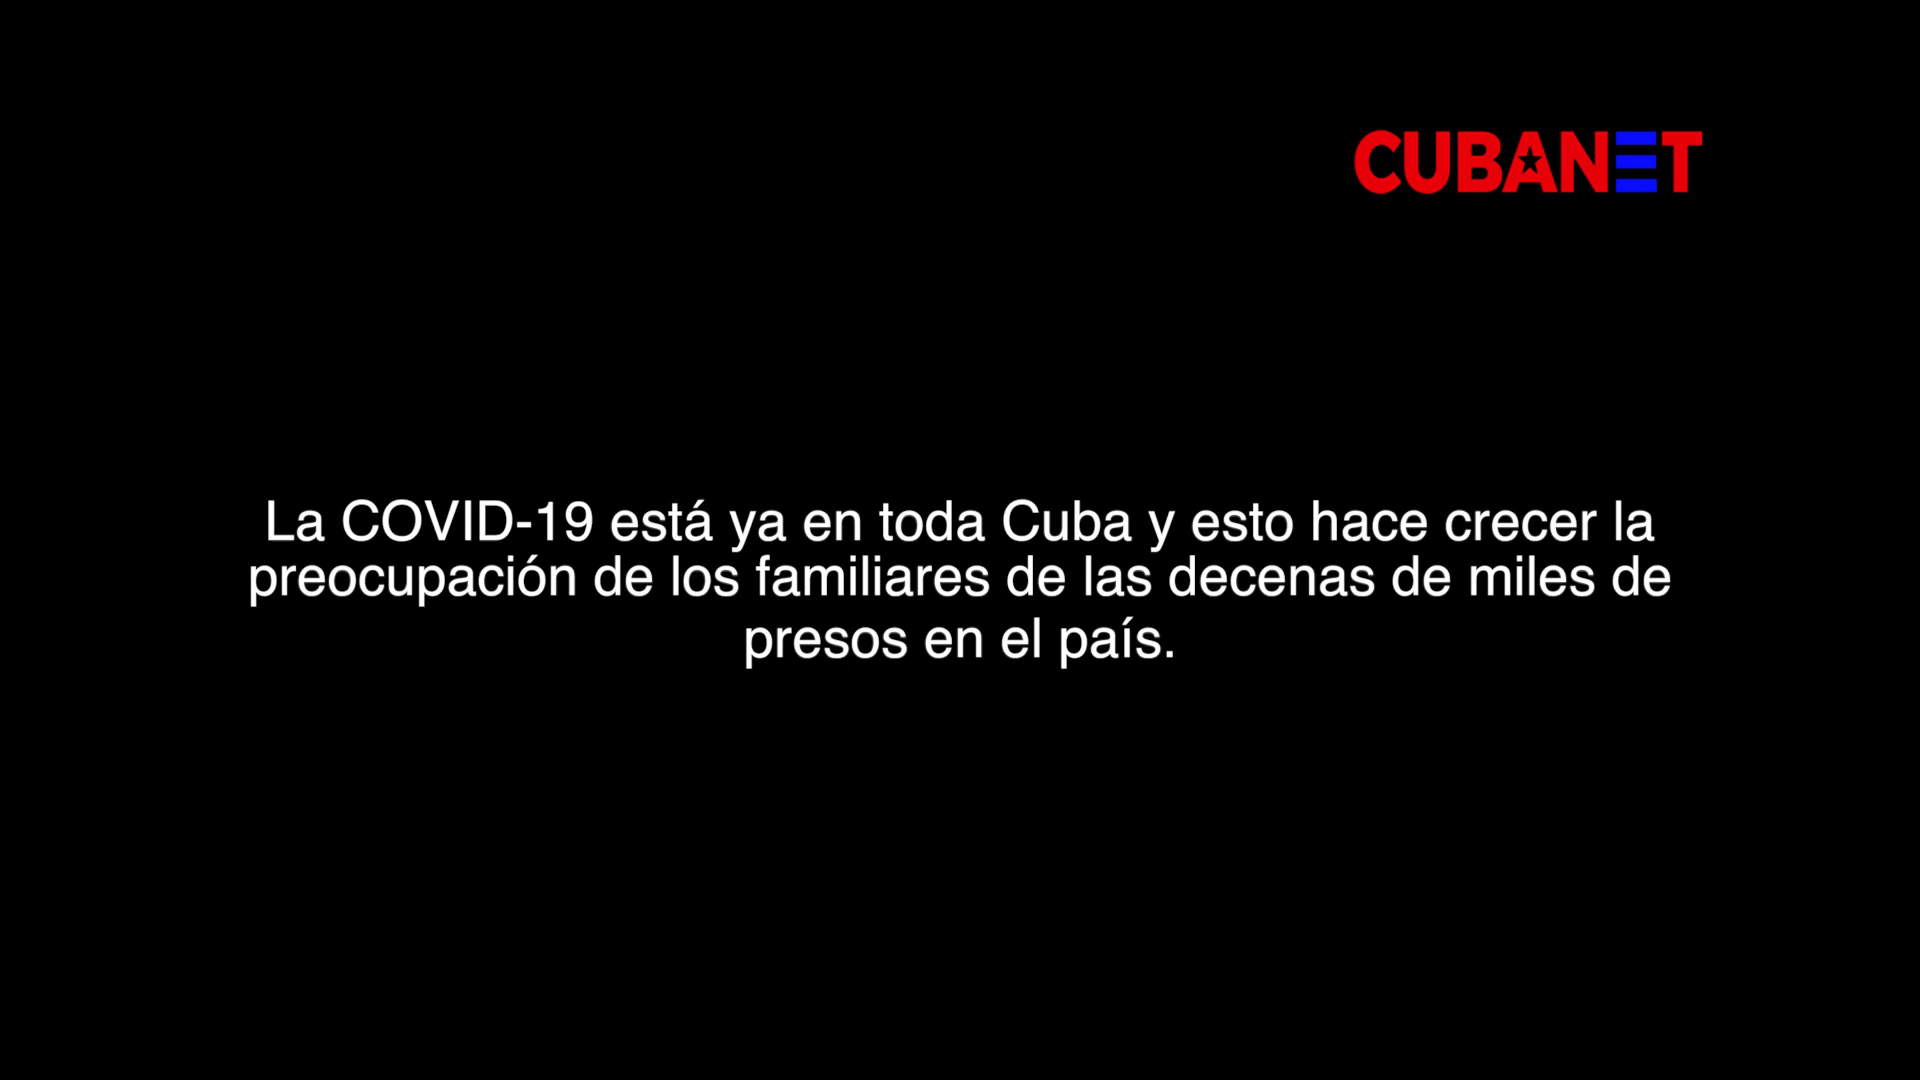 CUBANET
La COVID-19 está ya en toda Cuba y esto hace crecer la
preocupación de los familiares de las decenas de miles de
presos en el país.